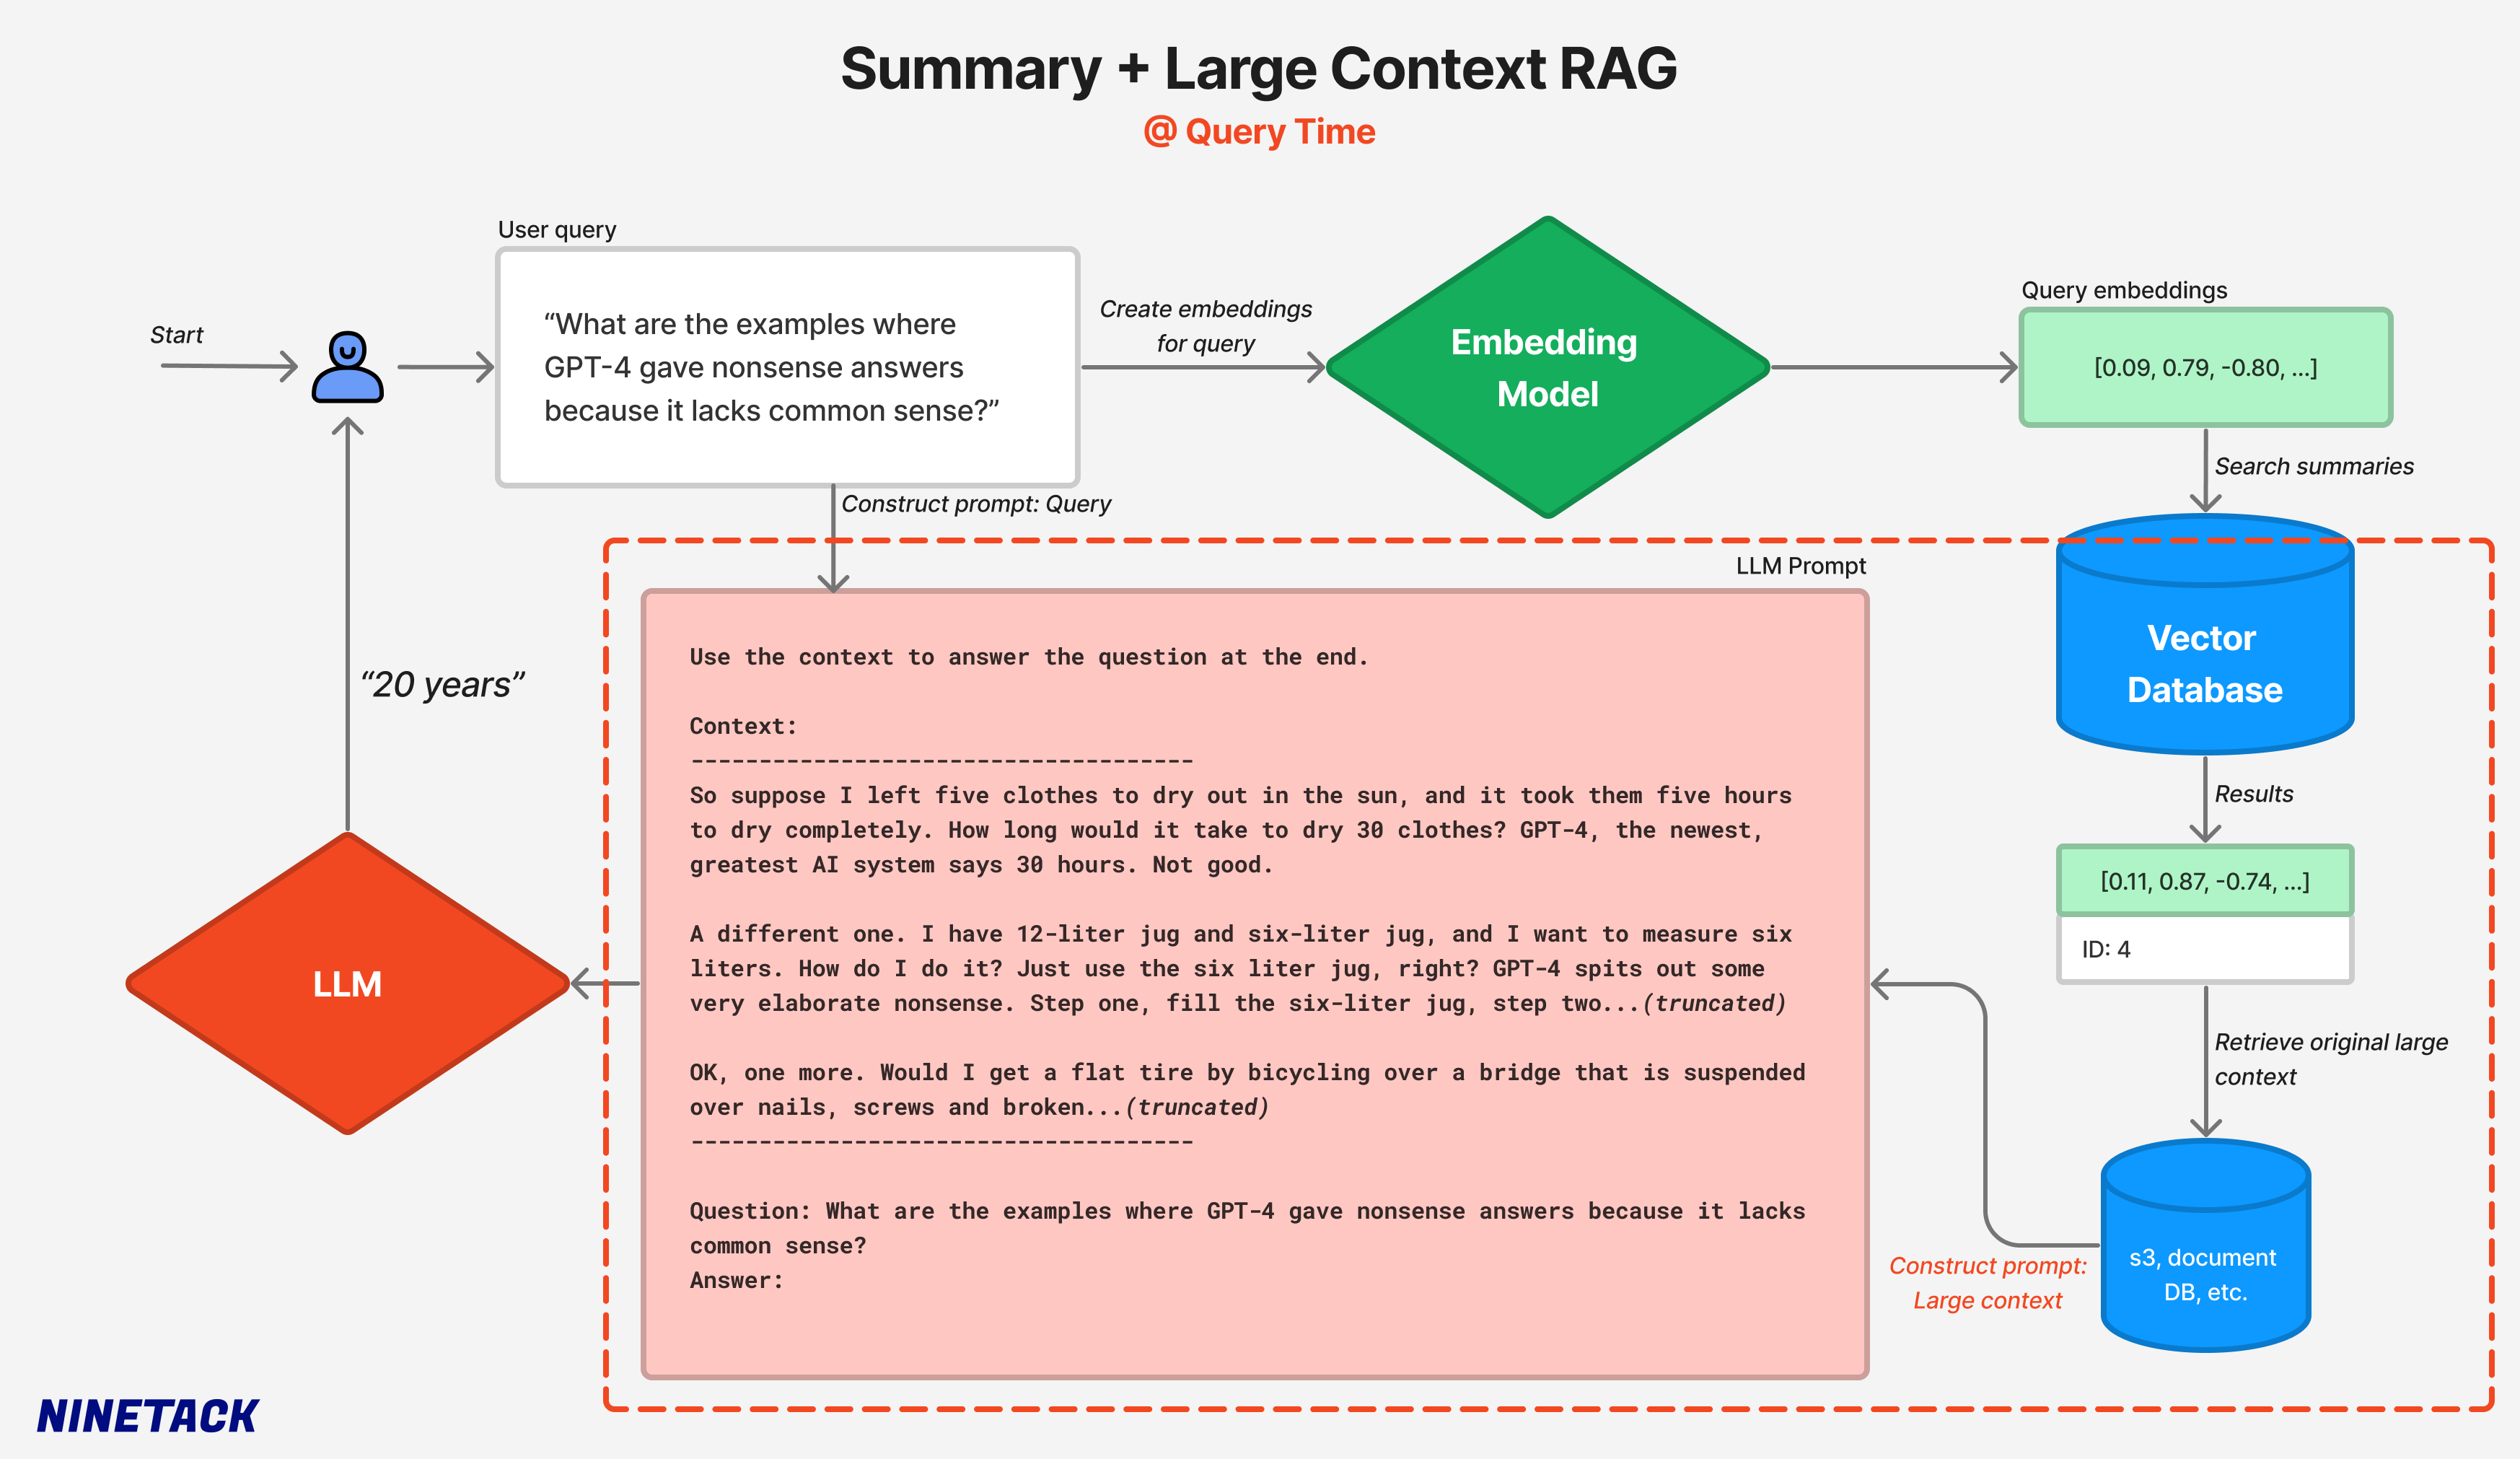 Summary + Large Context RAG
@ Query Time
Start
User query
“What are the examples where
GPT-4 gave nonsense answers
because it lacks common sense?”
Create embeddings
for query
Embedding
Model
Query embeddings
[0.09, 0.79, -0.80, ...]
Search summaries
Construct prompt: Query
LLM Prompt
Vector
Database
Results
[0.11, 0.87, -0.74, ...]
ID: 4
Retrieve original large
context
s3, document
DB, etc.
Construct prompt:
Large context
Use the context to answer the question at the end.
Context:
-------------------------------------
So suppose I left five clothes to dry out in the sun, and it took them five hours
to dry completely. How long would it take to dry 30 clothes? GPT-4, the newest,
greatest AI system says 30 hours. Not good.
A different one. I have 12-liter jug and six-liter jug, and I want to measure six
liters. How do I do it? Just use the six liter jug, right? GPT-4 spits out some
very elaborate nonsense. Step one, fill the six-liter jug, step two...(truncated)
OK, one more. Would I get a flat tire by bicycling over a bridge that is suspended
over nails, screws and broken...(truncated)
-------------------------------------
Question: What are the examples where GPT-4 gave nonsense answers because it lacks
common sense?
Answer:
LLM
“20 years”
NINETACK